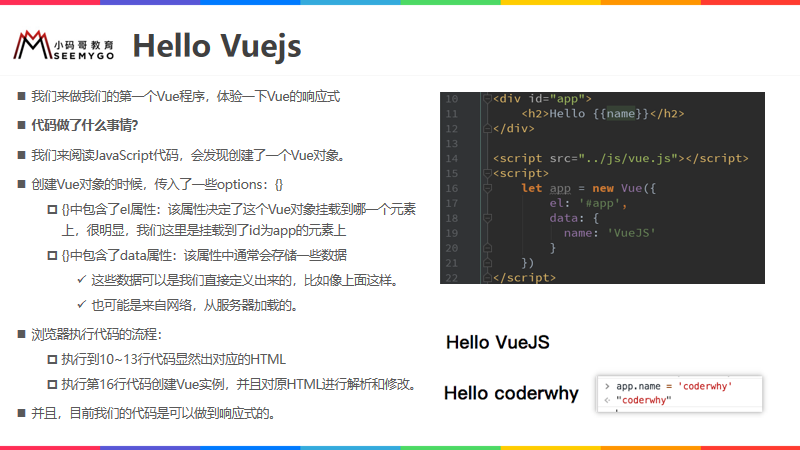 小码哥教育
SEEMYGO
Hello Vuejs
我们来做我们的第一个Vue程序，体验一下Vue的响应式
代码做了什么事情?
我们来阅读JavaScript代码，会发现创建了一个Vue对象。
创建Vue对象的时候，传入了一些options：{}
{}中包含了el属性：该属性决定了这个Vue对象挂载到哪一个元素
上，很明显，我们这里是挂载到了id为app的元素上
{}中包含了data属性：该属性中通常会存储一些数据
这些数据可以是我们直接定义出来的，比如像上面这样。
也可能是来自网络，从服务器加载的。
浏览器执行代码的流程：
执行到10~13行代码显然出对应的HTML
执行第16行代码创建Vue实例，并且对原HTML进行解析和修改。
并且，目前我们的代码是可以做到响应式的。
10 <div id="app">
11 <h2>Hello {{name}}</h2>
12 </div>
13
14 <script src="../js/vue.js"></script>
15 <script>
16 let app = new Vue({
17 el: '#app',
18 data: {
19 name: 'VueJS'
20 }
21 })
22 </script>
Hello VueJS
Hello coderwhy
> app.name = 'coderwhy'
< "coderwhy"